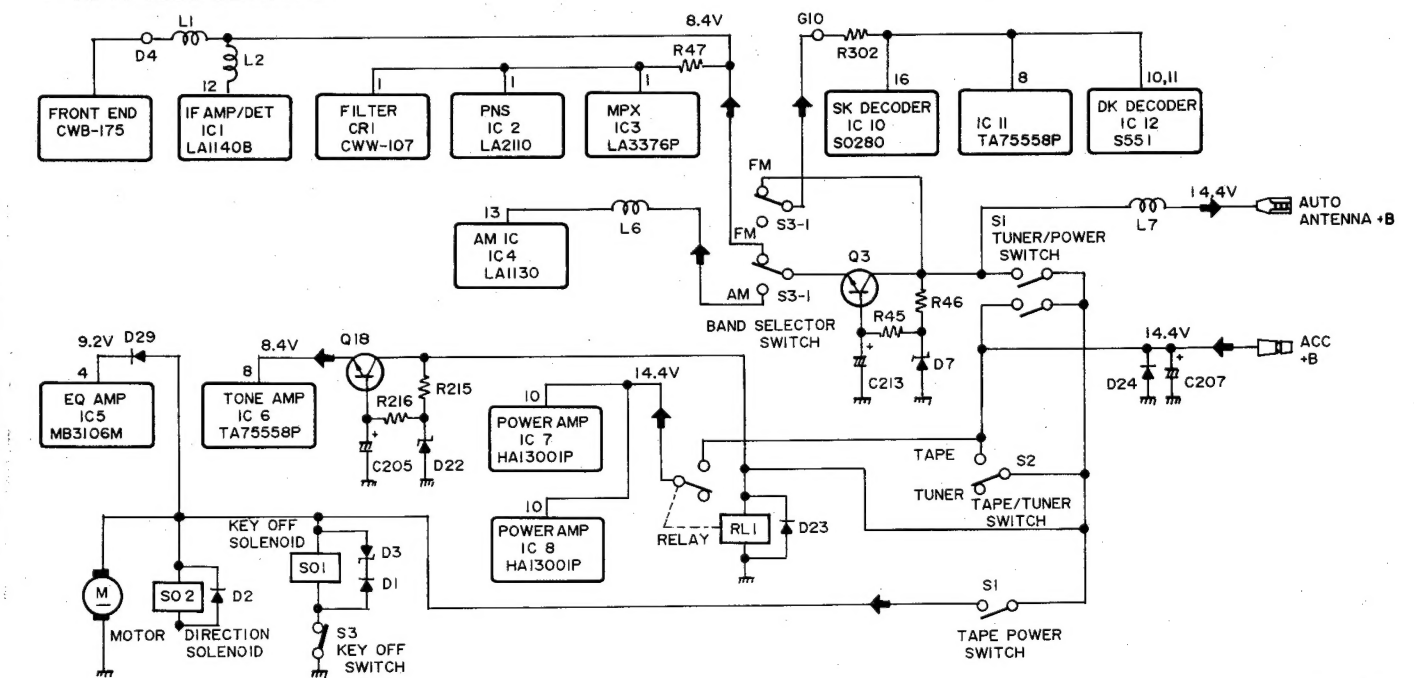 L1
8.4V
G10
D4
L2
R47
R302
12
1
1
1
16
8
10,11
FRONT END
CWB-175
IF AMP/DET
IC1
LA1140B
FILTER
CR1
CWW-107
PNS
IC 2
LA2110
MPX
IC3
LA3376P
SK DECODER
IC 10
S0280
IC 11
TA75558P
DK DECODER
IC 12
S551
FM
S3-1
14.4V
L7
AUTO
ANTENNA +B
13
L6
AM IC
IC4
LA1130
FM
AM
S3-1
BAND SELECTOR
SWITCH
Q3
R45
R46
C213
+
D7
S1
TUNER/POWER
SWITCH
14.4V
ACC
+B
D24
+
C207
9.2V
D29
4
EQ AMP
IC5
MB3106M
8.4V
8
TONE AMP
IC 6
TA75558P
Q18
R215
R216
+
C205
D22
14.4V
10
POWER AMP
IC 7
HA13001P
10
POWER AMP
IC 8
HA13001P
RELAY
RL1
D23
TAPE
S2
TUNER
TAPE/TUNER
SWITCH
KEY OFF
SOLENOID
SO1
D3
D1
M
MOTOR
SO2
D2
DIRECTION
SOLENOID
S3
KEY OFF
SWITCH
S1
TAPE POWER
SWITCH